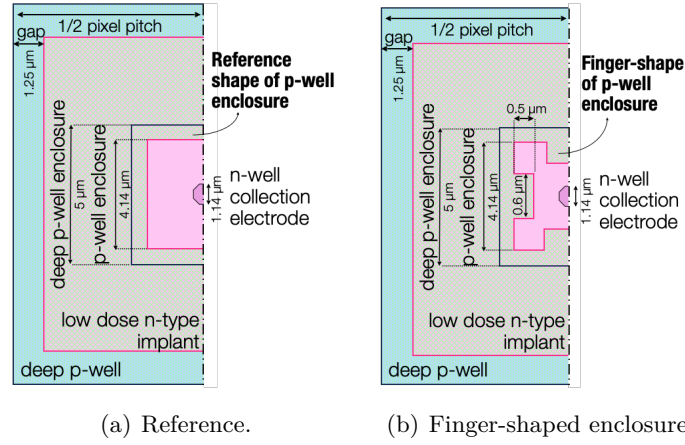 1/2 pixel pitch
gap
1.25 µm
Reference
shape of p-well
enclosure
deep p-well enclosure
5 µm
p-well enclosure
4.14 µm
1.14 µm
n-well
collection
electrode
low dose n-type
implant
deep p-well
(a) Reference.
1/2 pixel pitch
gap
1.25 µm
Finger-shape
of p-well
enclosure
0.5 µm
deep p-well enclosure
5 µm
p-well enclosure
4.14 µm
0.6 µm
1.14 µm
n-well
collection
electrode
low dose n-type
implant
deep p-well
(b) Finger-shaped enclosure